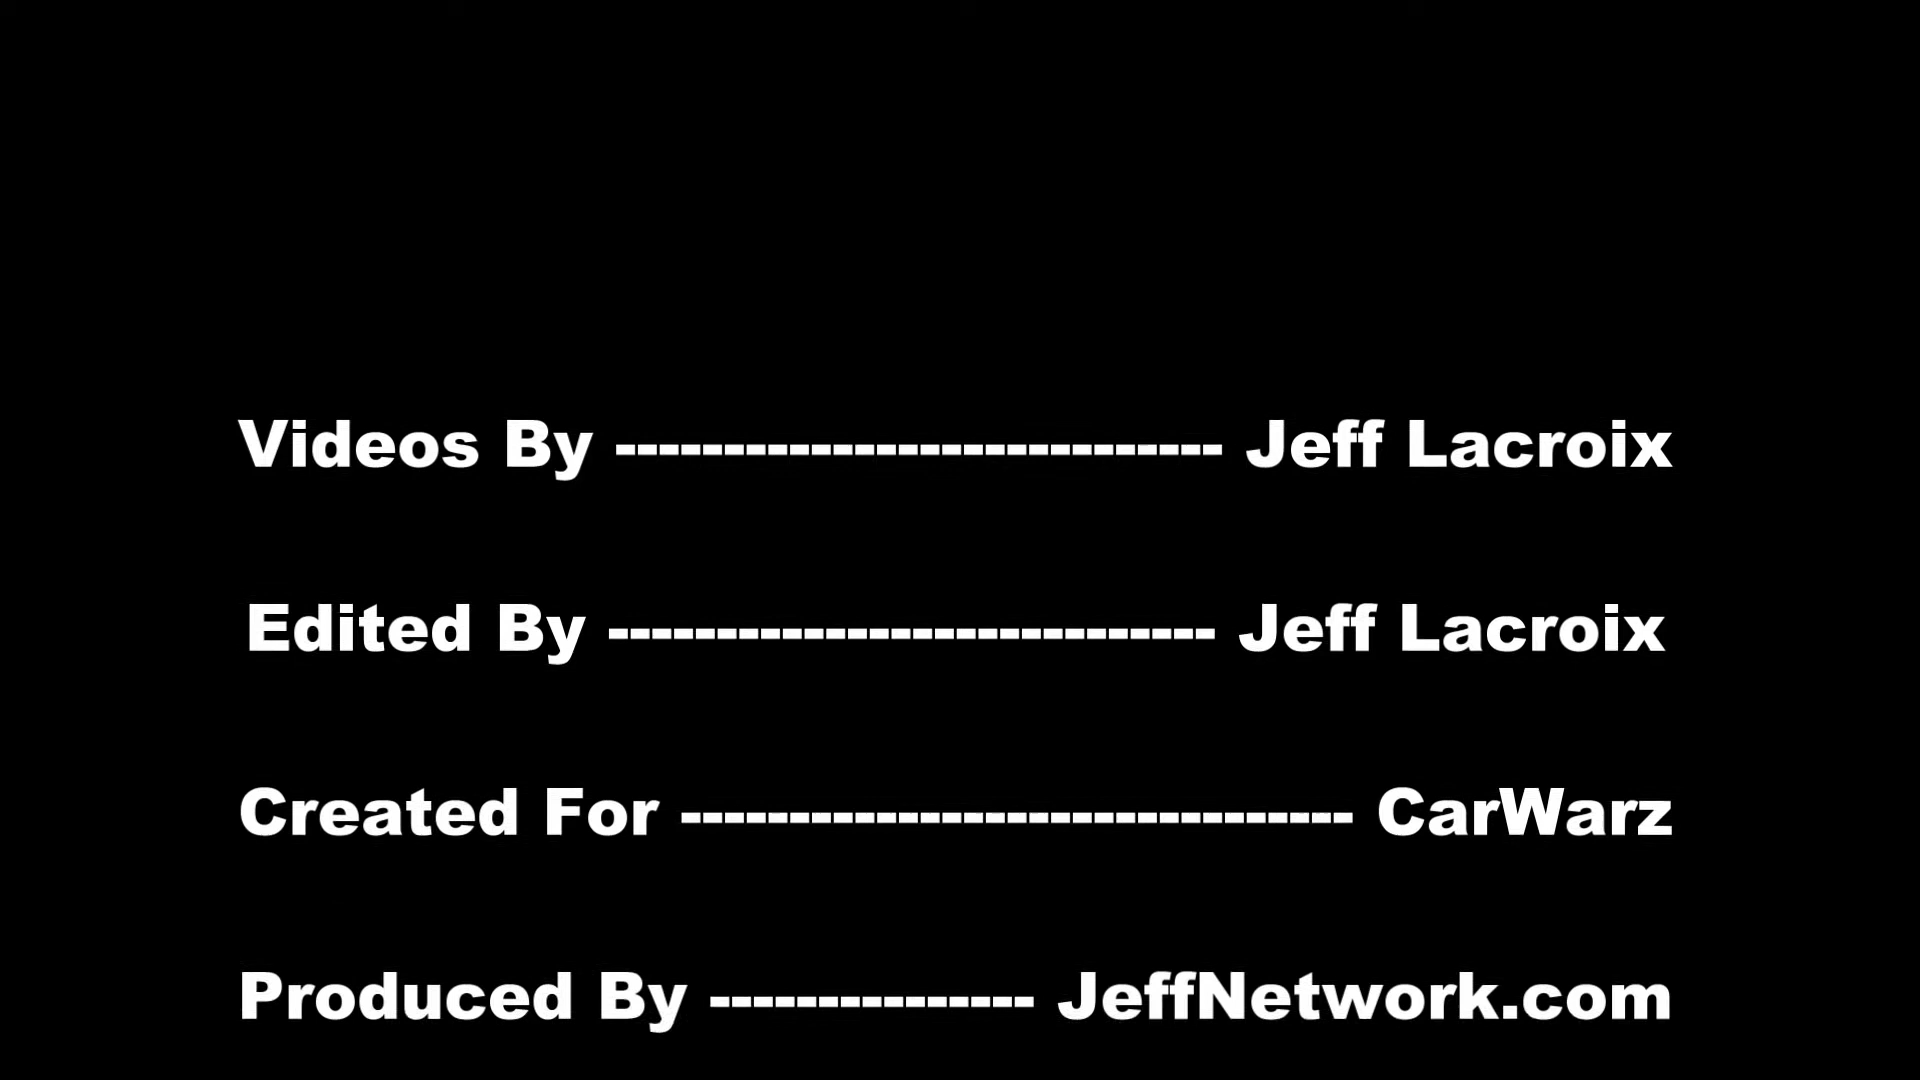 Videos By ---------------------------- Jeff Lacroix
Edited By ---------------------------- Jeff Lacroix
Created For ------------------------------- CarWarz
Produced By --------------- JeffNetwork.com